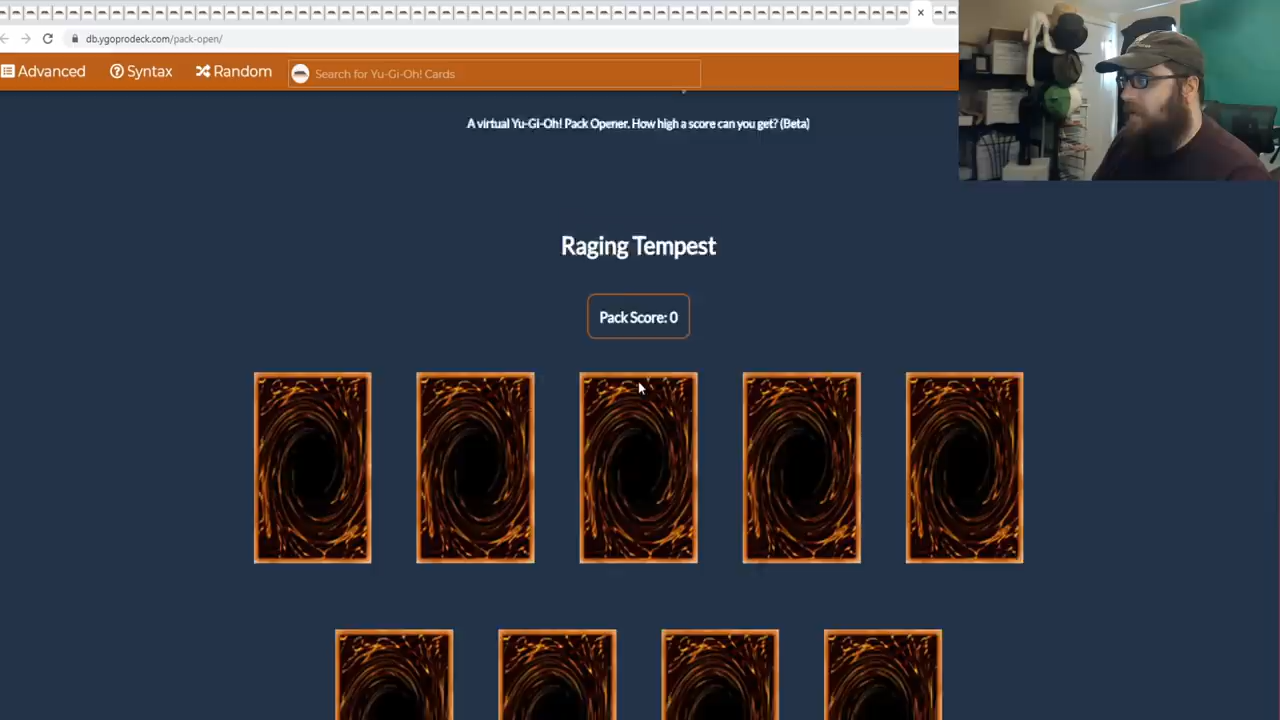 db.ygoprodeck.com/pack-open/
Advanced
Syntax
Random
Search for Yu-Gi-Oh! Cards
A virtual Yu-Gi-Oh! Pack Opener. How high a score can you get? (Beta)
Raging Tempest
Pack Score: 0